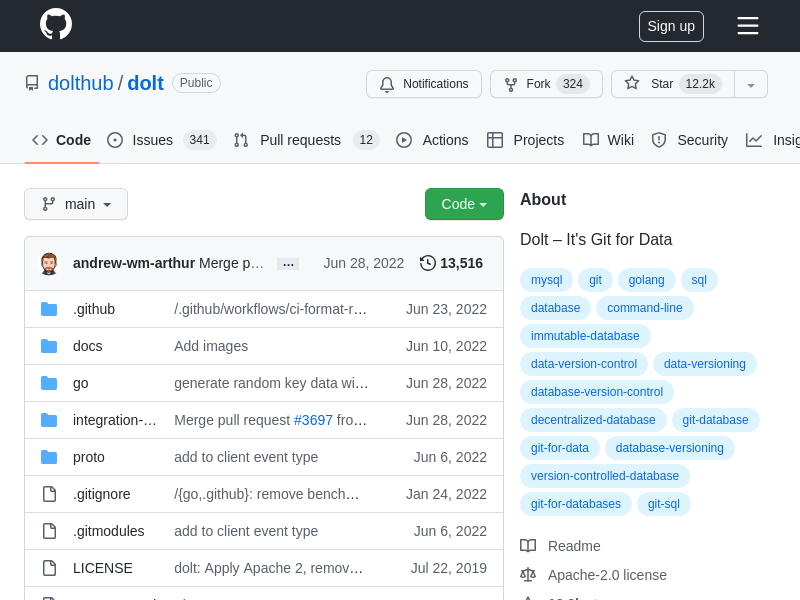 Sign up
dolthub / dolt Public
Notifications Fork 324 Star 12.2k
Code Issues 341 Pull requests 12 Actions Projects Wiki Security
main Code
andrew-wm-arthur Merge p… … Jun 28, 2022 13,516
.github /.github/workflows/ci-format-r… Jun 23, 2022
docs Add images Jun 10, 2022
go generate random key data wi… Jun 28, 2022
integration-… Merge pull request #3697 fro… Jun 28, 2022
proto add to client event type Jun 6, 2022
.gitignore /{go,.github}: remove bench… Jan 24, 2022
.gitmodules add to client event type Jun 6, 2022
LICENSE dolt: Apply Apache 2, remov… Jul 22, 2019
About
Dolt – It's Git for Data
mysql git golang sql
database command-line
immutable-database
data-version-control data-versioning
database-version-control
decentralized-database git-database
git-for-data database-versioning
version-controlled-database
git-for-databases git-sql
Readme
Apache-2.0 license